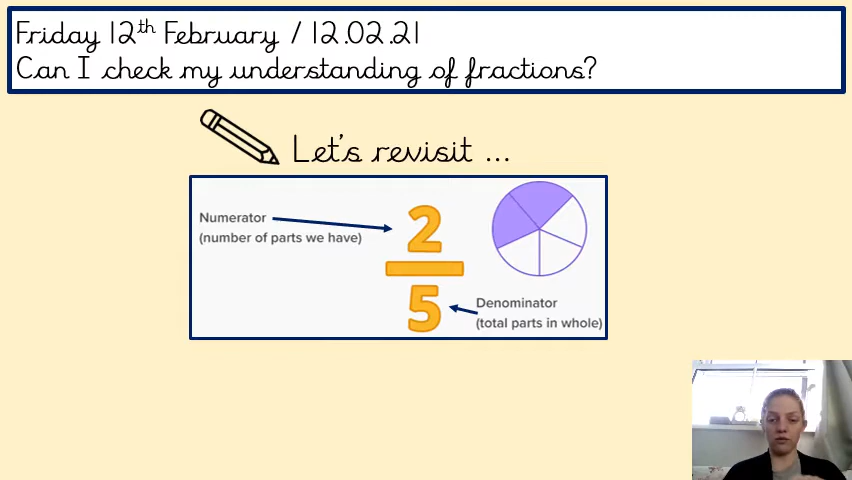 Friday 12th February / 12.02.21
Can I check my understanding of fractions?
Let's revisit ...
Numerator
(number of parts we have)
2
5
Denominator
(total parts in whole)